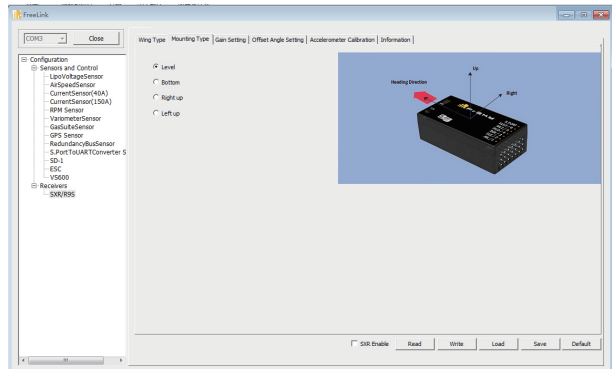 FreeLink
COM3 Close
Configuration
Sensors and Control
LipoVoltageSensor
AirSpeedSensor
CurrentSensor(40A)
CurrentSensor(150A)
RPM Sensor
VariometerSensor
GasSuiteSensor
GPS Sensor
RedundancyBusSensor
S.PortToUARTConverter S
SD-1
ESC
VS600
Receivers
SXR/R9S
Wing Type Mounting Type Gain Setting Offset Angle Setting Accelerometer Calibration Information
Level
Bottom
Right up
Left up
Up
Heading Direction
Right
SXR Enable Read Write Load Save Default